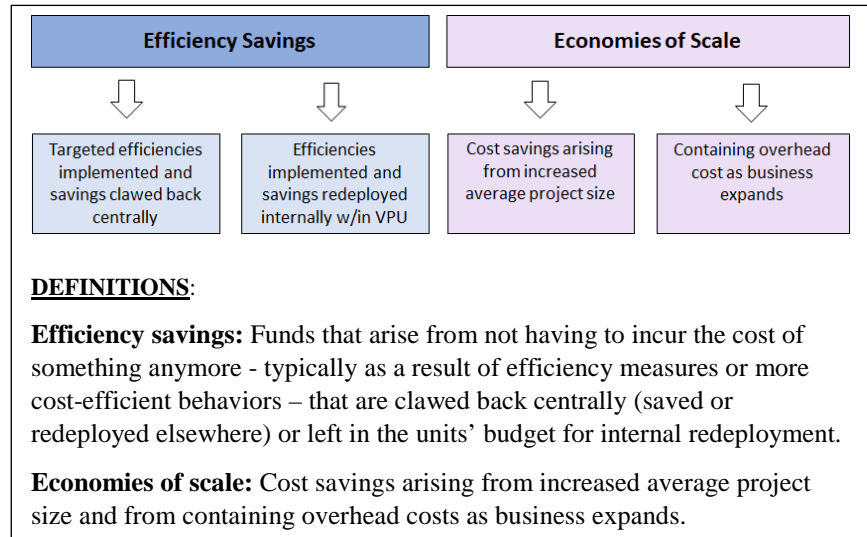 Efficiency Savings
Economies of Scale
Targeted efficiencies
implemented and
savings clawed back
centrally
Efficiencies
implemented and
savings redeployed
internally w/in VPU
Cost savings arising
from increased
average project size
Containing overhead
cost as business
expands
DEFINITIONS:
Efficiency savings: Funds that arise from not having to incur the cost of
something anymore - typically as a result of efficiency measures or more
cost-efficient behaviors – that are clawed back centrally (saved or
redeployed elsewhere) or left in the units’ budget for internal redeployment.
Economies of scale: Cost savings arising from increased average project
size and from containing overhead costs as business expands.